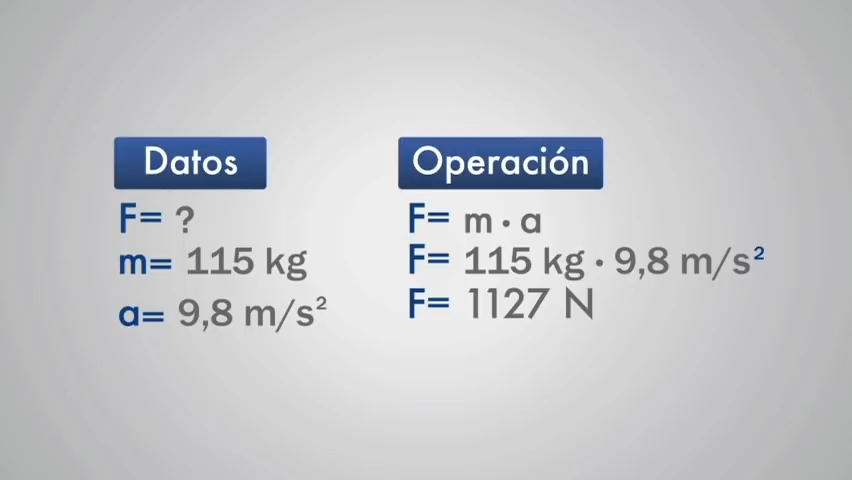 Datos
F= ?
m= 115 kg
a= 9,8 m/s²
Operación
F= m · a
F= 115 kg · 9,8 m/s²
F= 1127 N